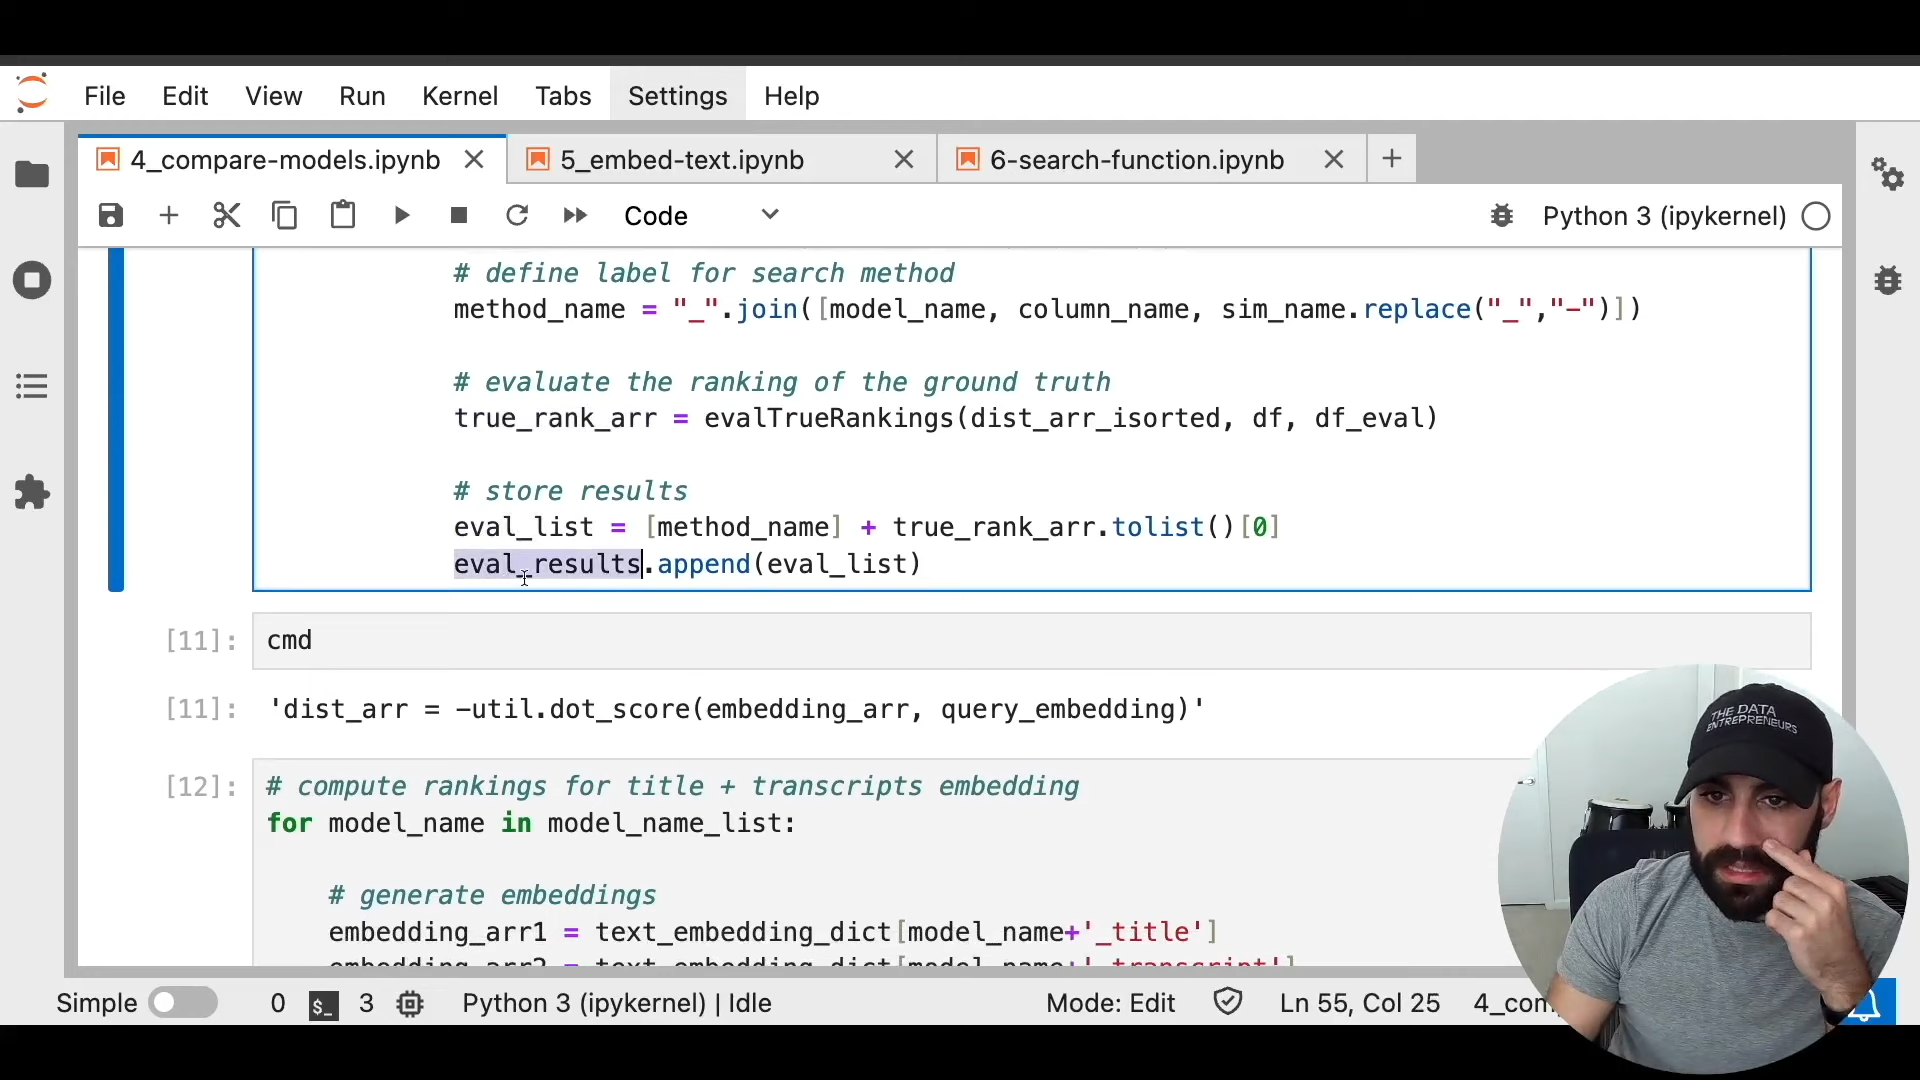 File Edit View Run Kernel Tabs Settings Help
4_compare-models.ipynb 5_embed-text.ipynb 6-search-function.ipynb
Code Python 3 (ipykernel)
# define label for search method
method_name = "_".join([model_name, column_name, sim_name.replace("_","-")])
# evaluate the ranking of the ground truth
true_rank_arr = evalTrueRankings(dist_arr_isorted, df, df_eval)
# store results
eval_list = [method_name] + true_rank_arr.tolist()[0]
eval_results.append(eval_list)
[11]: cmd
[11]: 'dist_arr = -util.dot_score(embedding_arr, query_embedding)'
[12]: # compute rankings for title + transcripts embedding
for model_name in model_name_list:
# generate embeddings
embedding_arr1 = text_embedding_dict[model_name+'_title']
embedding_arr2 = text_embedding_dict[model_name+'_transcript']
THE DATA
ENTREPRENEURS
Simple 0 $_ 3 Python 3 (ipykernel) | Idle Mode: Edit Ln 55, Col 25 4_com